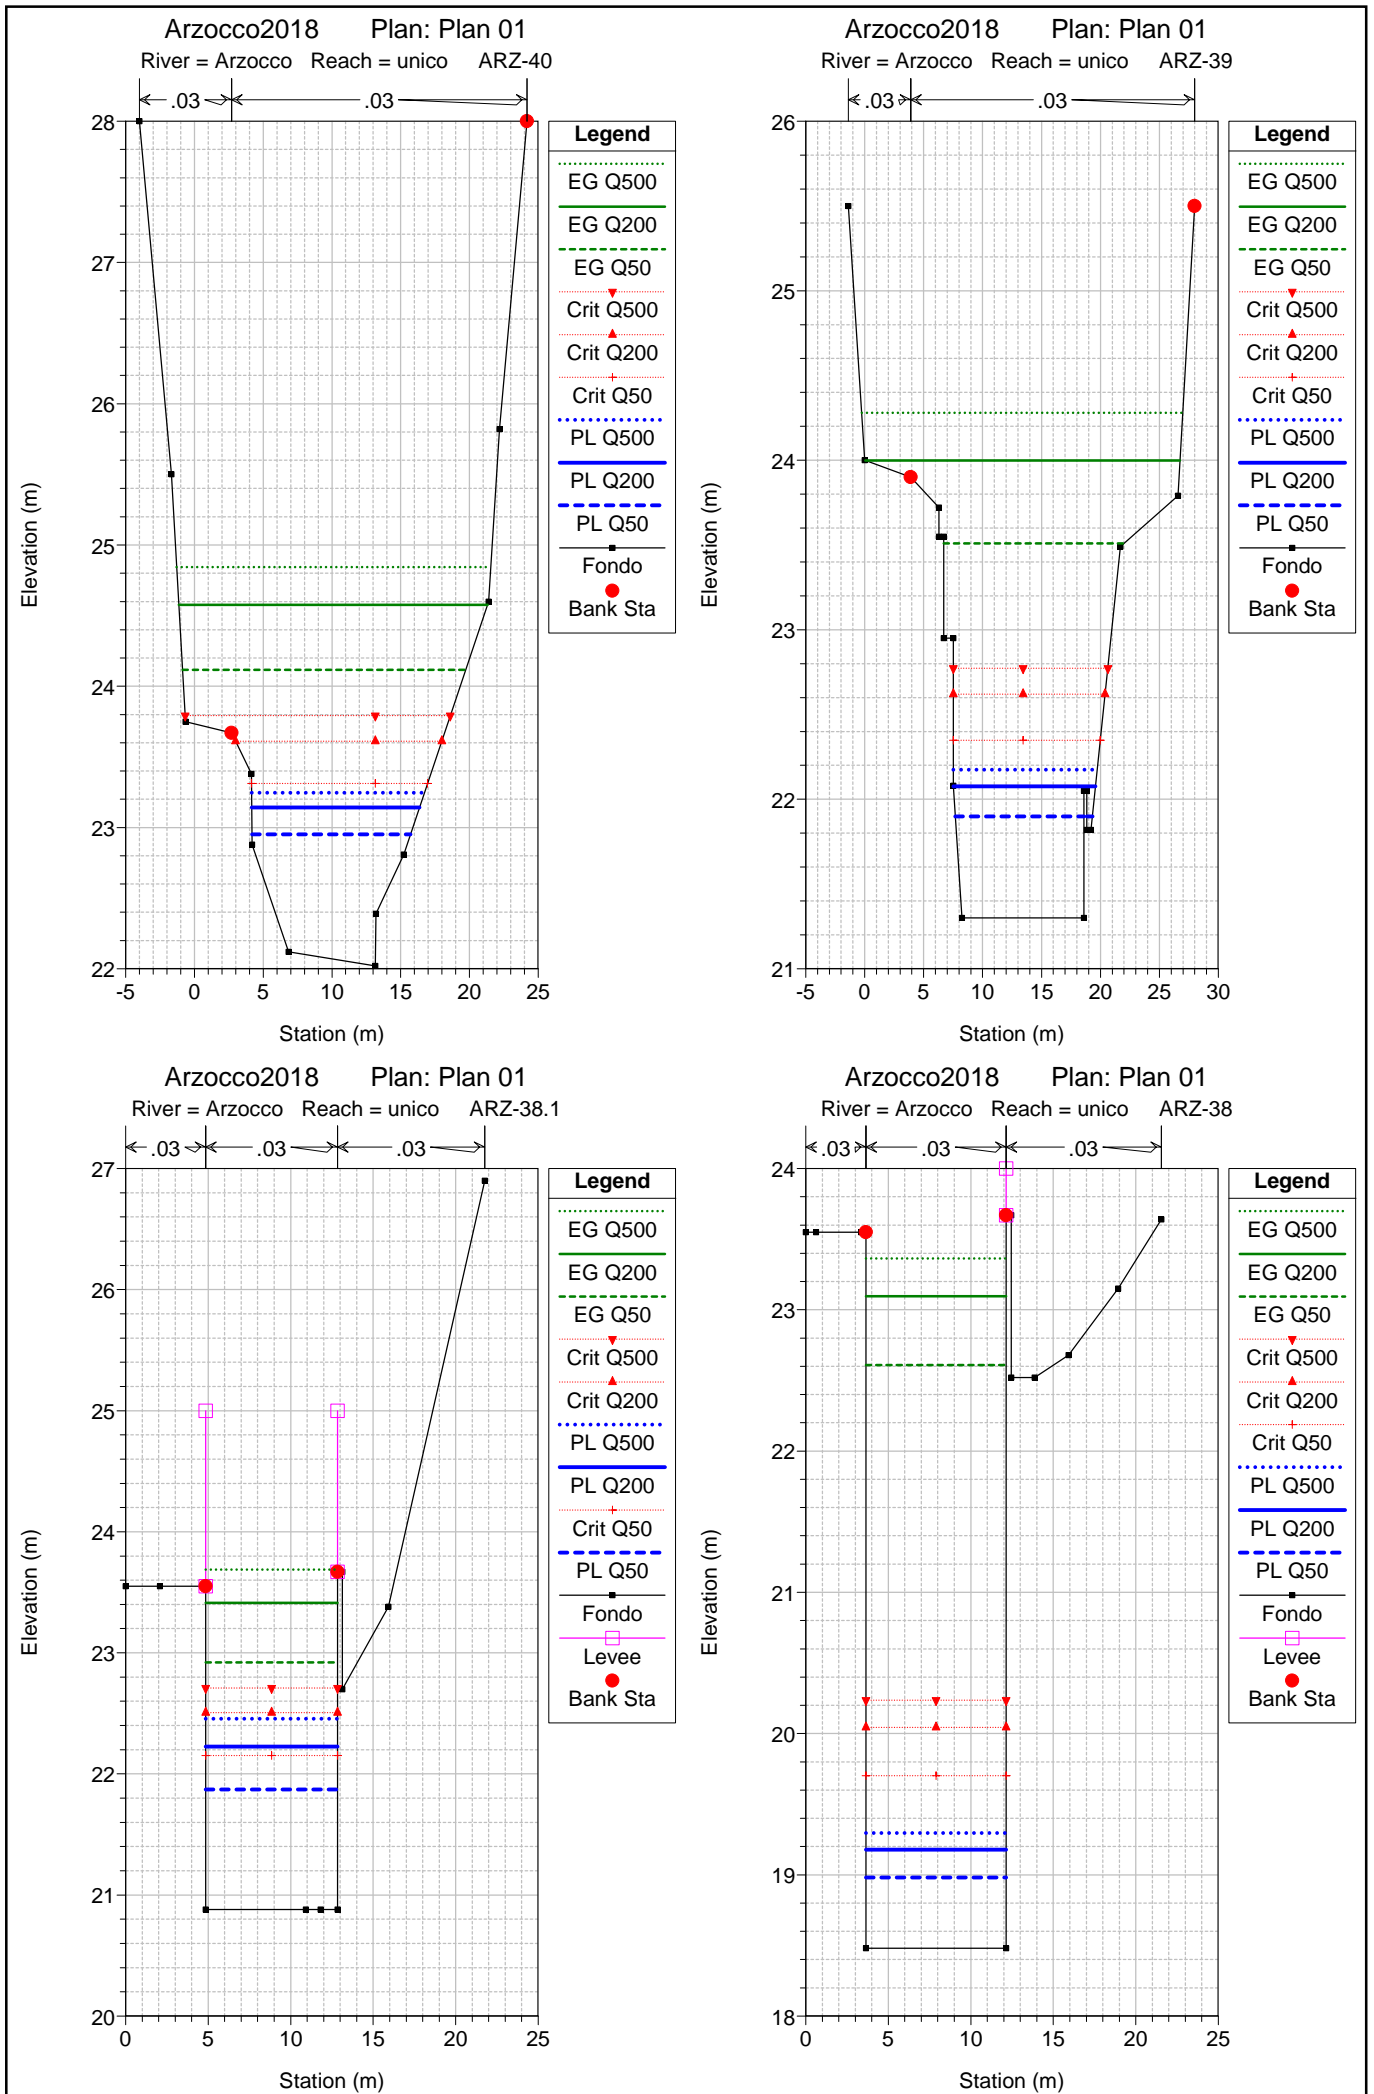 Arzocco2018 Plan: Plan 01
River = Arzocco Reach = unico ARZ-40
.03 .03
28
27
26
25
24
23
22
-5 0 5 10 15 20 25
Elevation (m)
Station (m)
Legend
EG Q500
EG Q200
EG Q50
Crit Q500
Crit Q200
Crit Q50
PL Q500
PL Q200
PL Q50
Fondo
Bank Sta
Arzocco2018 Plan: Plan 01
River = Arzocco Reach = unico ARZ-39
.03 .03
26
25
24
23
22
21
-5 0 5 10 15 20 25 30
Elevation (m)
Station (m)
Legend
EG Q500
EG Q200
EG Q50
Crit Q500
Crit Q200
Crit Q50
PL Q500
PL Q200
PL Q50
Fondo
Bank Sta
Arzocco2018 Plan: Plan 01
River = Arzocco Reach = unico ARZ-38.1
.03 .03 .03
27
26
25
24
23
22
21
20
0 5 10 15 20 25
Elevation (m)
Station (m)
Legend
EG Q500
EG Q200
EG Q50
Crit Q500
Crit Q200
PL Q500
PL Q200
Crit Q50
PL Q50
Fondo
Levee
Bank Sta
Arzocco2018 Plan: Plan 01
River = Arzocco Reach = unico ARZ-38
.03 .03 .03
24
23
22
21
20
19
18
0 5 10 15 20 25
Elevation (m)
Station (m)
Legend
EG Q500
EG Q200
EG Q50
Crit Q500
Crit Q200
Crit Q50
PL Q500
PL Q200
PL Q50
Fondo
Levee
Bank Sta